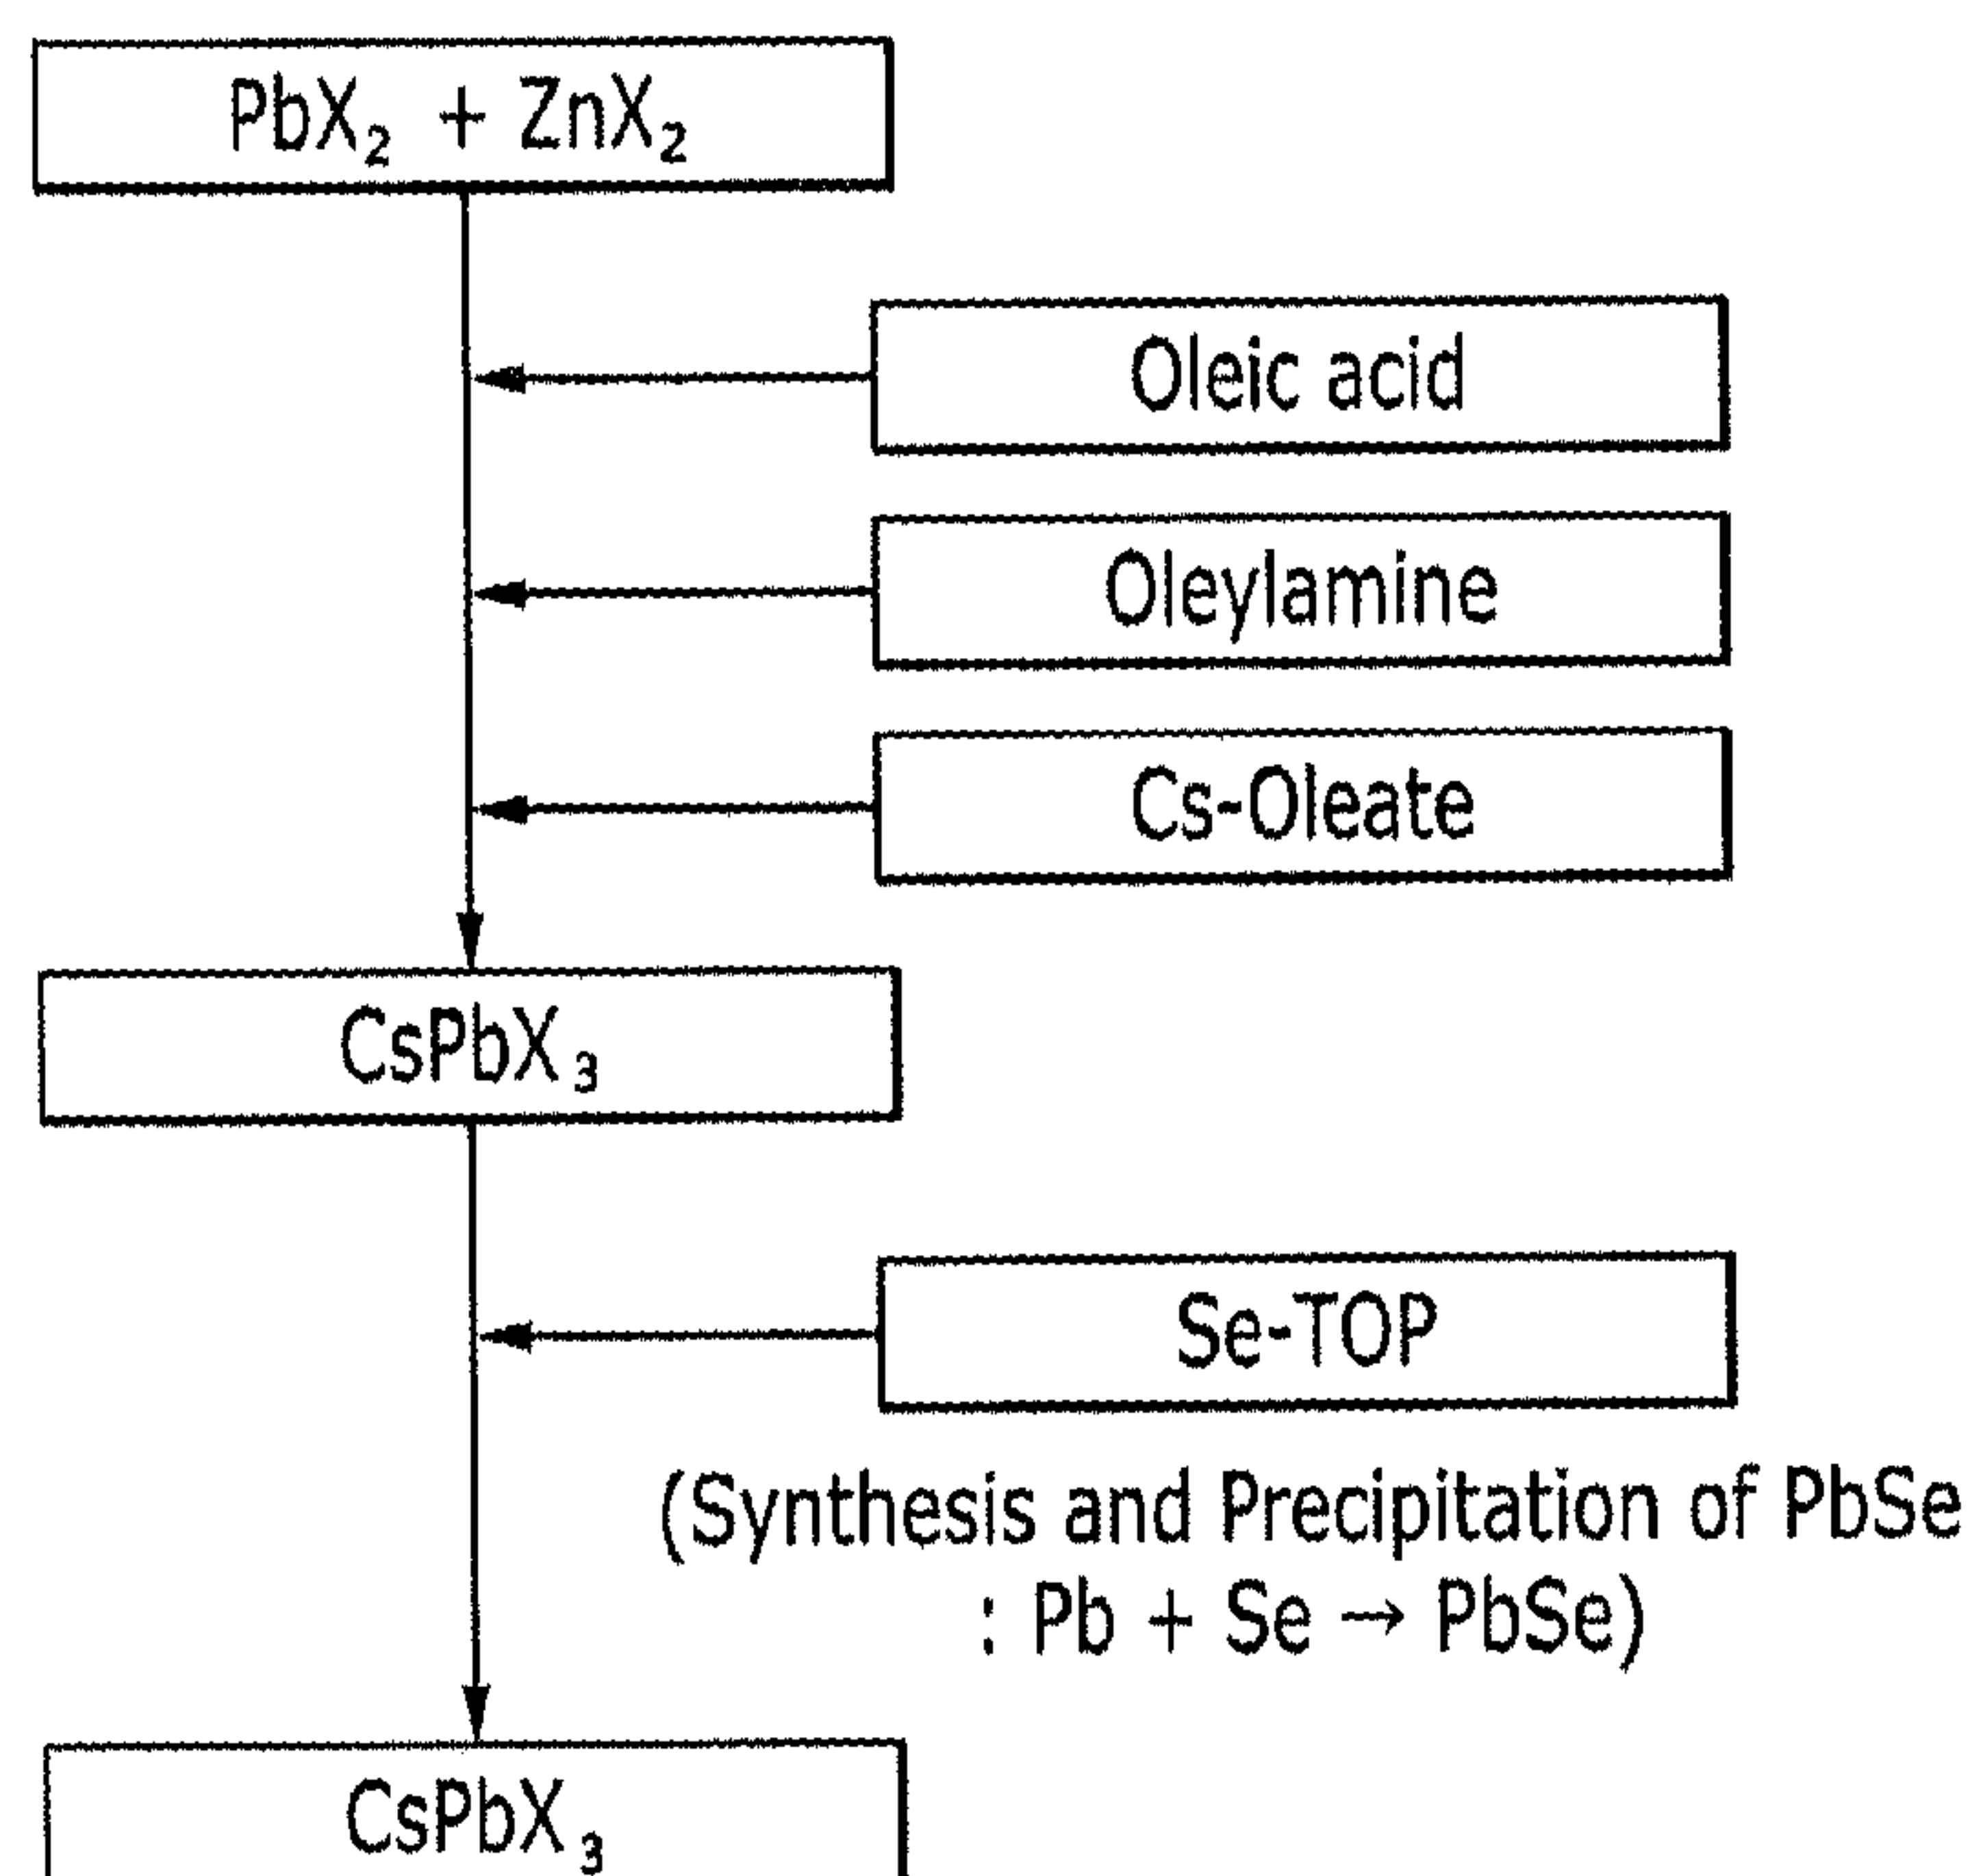 PbX₂ + ZnX₂
Oleic acid
Oleylamine
Cs-Oleate
CsPbX₃
Se-TOP
(Synthesis and Precipitation of PbSe
: Pb + Se → PbSe)
CsPbX₃